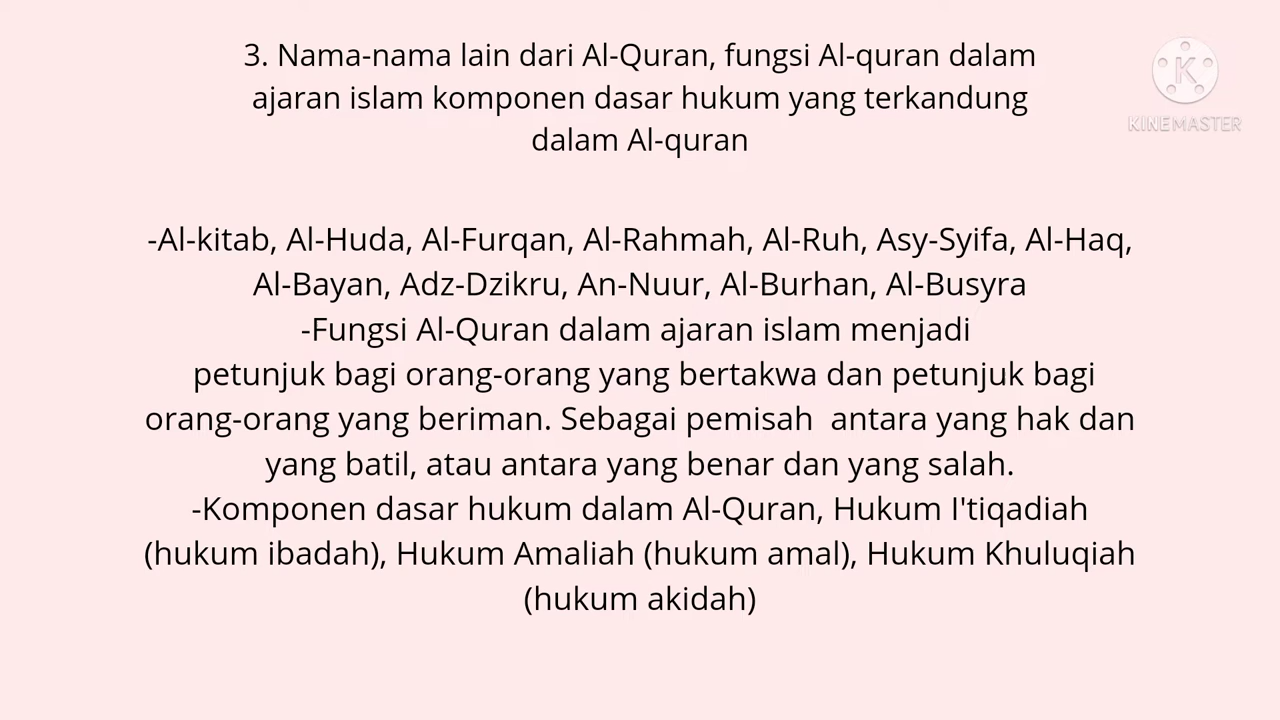 3. Nama-nama lain dari Al-Quran, fungsi Al-quran dalam
ajaran islam komponen dasar hukum yang terkandung
dalam Al-quran
K
KINEMASTER
-Al-kitab, Al-Huda, Al-Furqan, Al-Rahmah, Al-Ruh, Asy-Syifa, Al-Haq,
Al-Bayan, Adz-Dzikru, An-Nuur, Al-Burhan, Al-Busyra
-Fungsi Al-Quran dalam ajaran islam menjadi
petunjuk bagi orang-orang yang bertakwa dan petunjuk bagi
orang-orang yang beriman. Sebagai pemisah  antara yang hak dan
yang batil, atau antara yang benar dan yang salah.
-Komponen dasar hukum dalam Al-Quran, Hukum I'tiqadiah
(hukum ibadah), Hukum Amaliah (hukum amal), Hukum Khuluqiah
(hukum akidah)